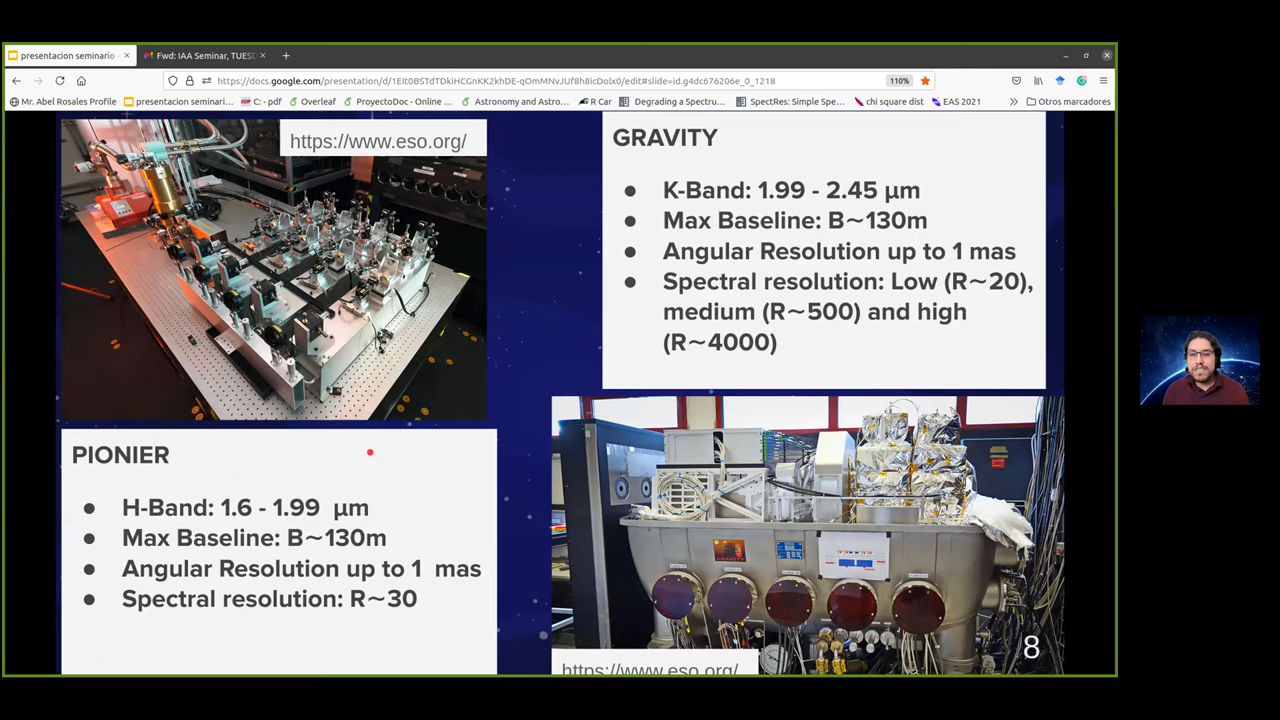 presentacion seminario
Fwd: IAA Seminar, TUESD
https://docs.google.com/presentation/d/1EIt0BSTdTDkiHCGnKK2khDE-qOmMNvJUf8h8icDolx0/edit#slide=id.g4dc676206e_0_1218
110%
Mr. Abel Rosales Profile
presentacion seminari…
C: - pdf
Overleaf
ProyectoDoc - Online …
Astronomy and Astro…
R Car
Degrading a Spectru…
SpectRes: Simple Spe…
chi square dist
EAS 2021
Otros marcadores
https://www.eso.org/
GRAVITY
● K-Band: 1.99 - 2.45 μm
● Max Baseline: B∼130m
● Angular Resolution up to 1 mas
● Spectral resolution: Low (R∼20),
medium (R∼500) and high
(R∼4000)
PIONIER
● H-Band: 1.6 - 1.99 μm
● Max Baseline: B∼130m
● Angular Resolution up to 1 mas
● Spectral resolution: R∼30
GRAVITY
https://www.eso.org/
8